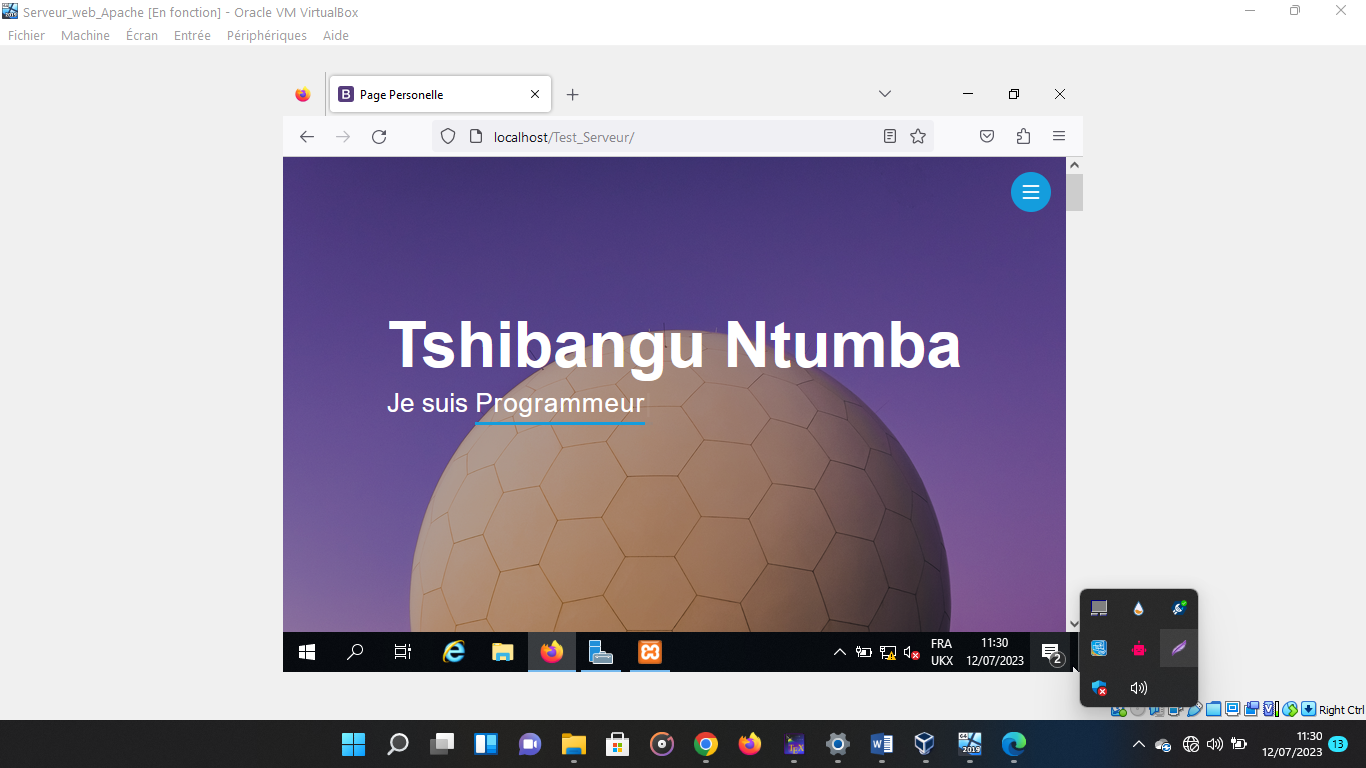 Serveur_web_Apache [En fonction] - Oracle VM VirtualBox
Fichier Machine Écran Entrée Périphériques Aide
B Page Personelle
localhost/Test_Serveur/
Tshibangu Ntumba
Je suis Programmeur
FRA 11:30
UKX 12/07/2023 2
Right Ctrl
11:30
12/07/2023 13